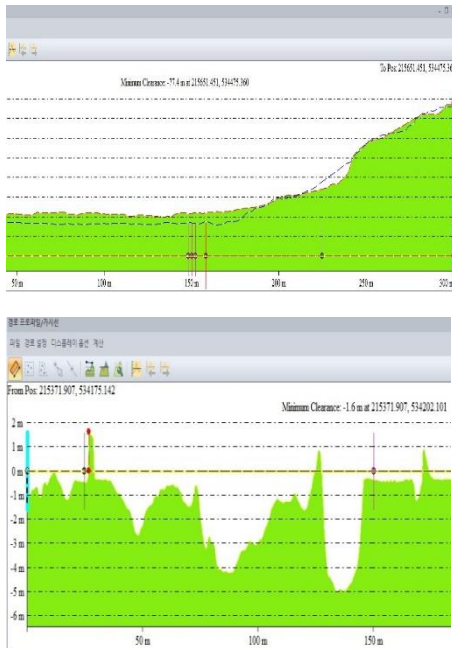 To Pos: 215651.451, 534475.36
Minimum Clearance: -77.4 m at 215651.451, 534475.360
50 m
100 m
150 m
200 m
250 m
300 m
경로 프로파일/가시선
파일 경로 설정 디스플레이 옵션 계산
From Pos: 215371.907, 534175.142
Minimum Clearance: -1.6 m at 215371.907, 534202.101
2 m
1 m
0 m
-1 m
-2 m
-3 m
-4 m
-5 m
-6 m
50 m
100 m
150 m